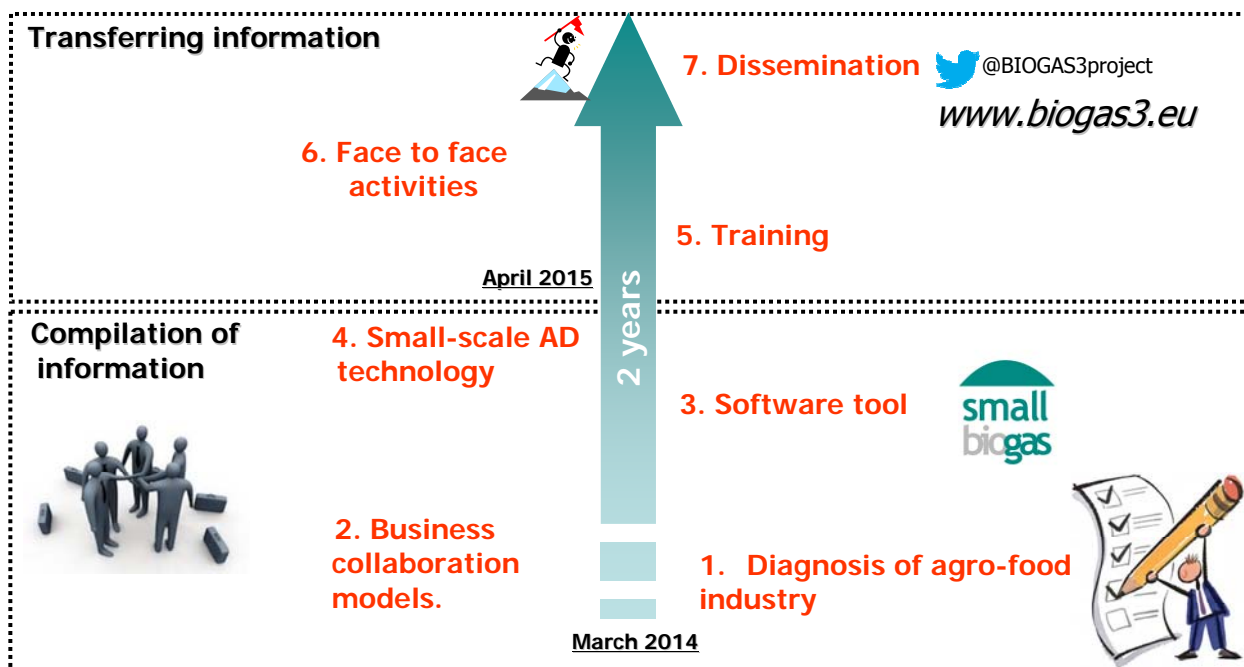 Transferring information
7. Dissemination
@BIOGAS3project
www.biogas3.eu
6. Face to face
activities
5. Training
April 2015
2 years
Compilation of
information
4. Small-scale AD
technology
3. Software tool
small
biogas
2. Business
collaboration
models.
1. Diagnosis of agro-food
industry
March 2014